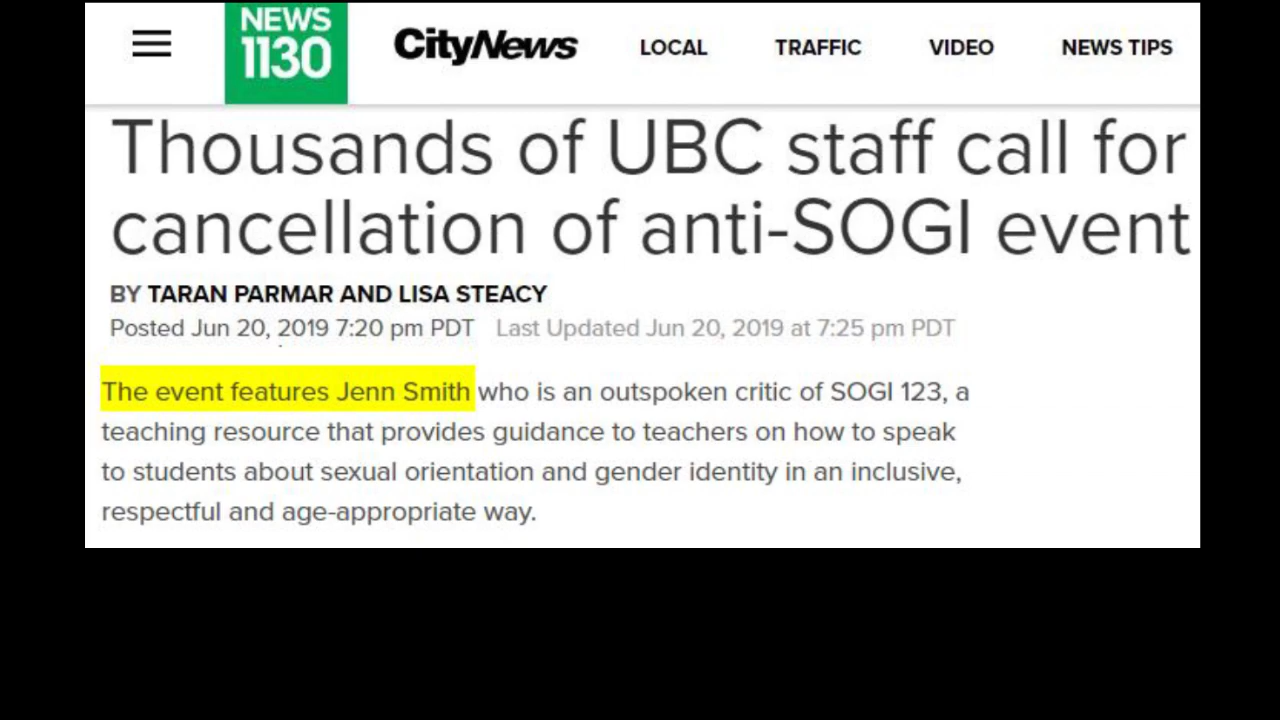 NEWS
1130
CityNews
LOCAL
TRAFFIC
VIDEO
NEWS TIPS
Thousands of UBC staff call for
cancellation of anti-SOGI event
BY TARAN PARMAR AND LISA STEACY
Posted Jun 20, 2019 7:20 pm PDT Last Updated Jun 20, 2019 at 7:25 pm PDT
The event features Jenn Smith who is an outspoken critic of SOGI 123, a
teaching resource that provides guidance to teachers on how to speak
to students about sexual orientation and gender identity in an inclusive,
respectful and age-appropriate way.